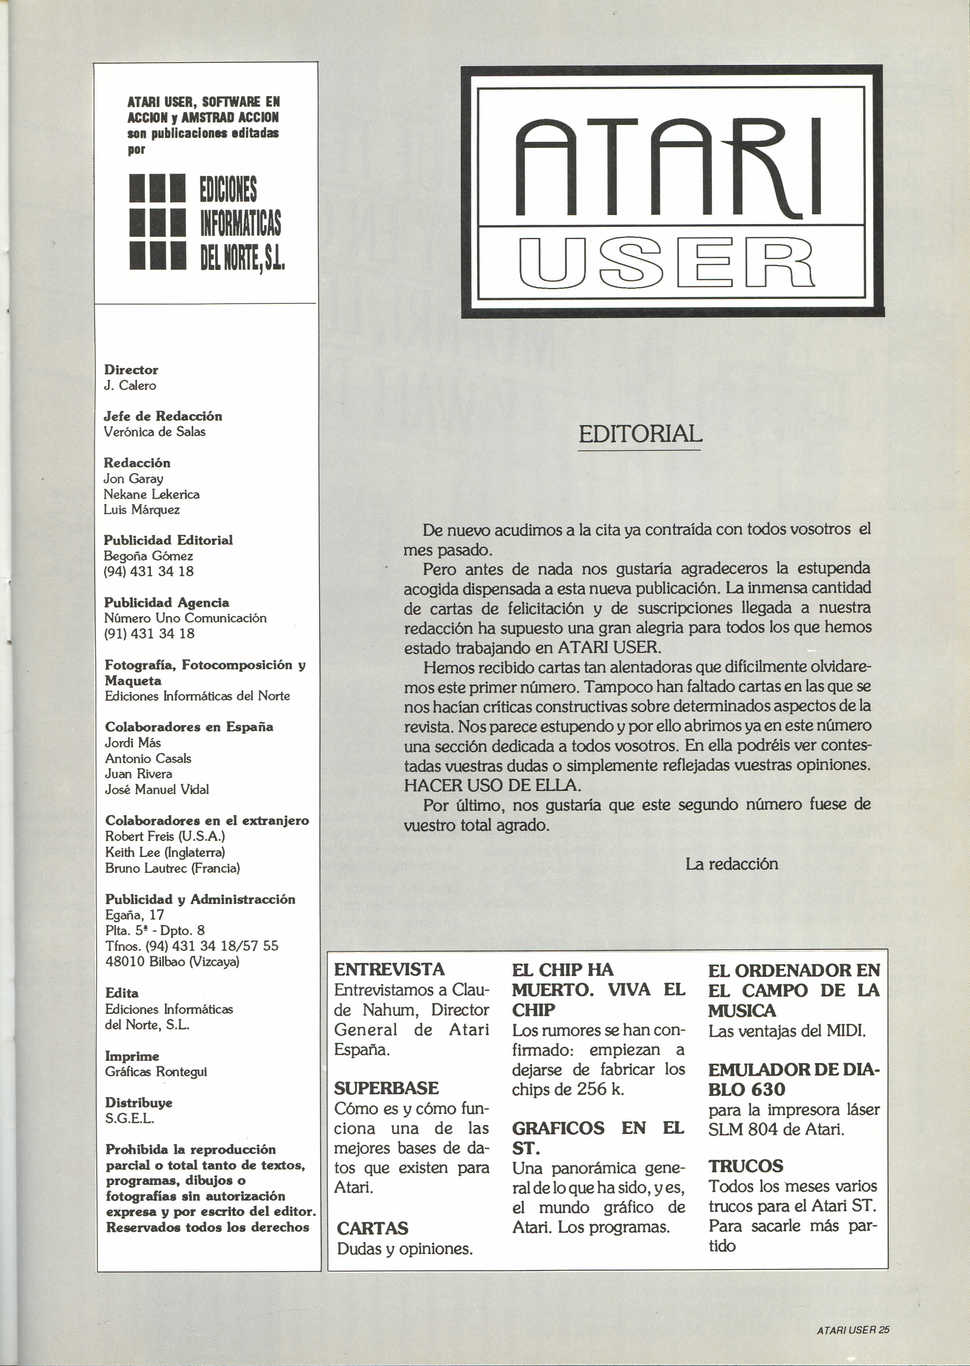 ATARI USER, SOFTWARE EN
ACCION y AMSTRAD ACCION
son publicaciones editadas
por
EDICIONES
INFORMATICAS
DEL NORTE, S.L.
Director
J. Calero
Jefe de Redacción
Verónica de Salas
Redacción
Jon Garay
Nekane Lekerica
Luis Márquez
Publicidad Editorial
Begoña Gómez
(94) 431 34 18
Publicidad Agencia
Número Uno Comunicación
(91) 431 34 18
Fotografía, Fotocomposición y
Maqueta
Ediciones Informáticas del Norte
Colaboradores en España
Jordi Más
Antonio Casals
Juan Rivera
José Manuel Vidal
Colaboradores en el extranjero
Robert Freis (U.S.A.)
Keith Lee (Inglaterra)
Bruno Lautrec (Francia)
Publicidad y Administracción
Egaña, 17
Plta. 5ª - Dpto. 8
Tfnos. (94) 431 34 18/57 55
48010 Bilbao (Vizcaya)
Edita
Ediciones Informáticas
del Norte, S.L.
Imprime
Gráficas Rontegui
Distribuye
S.G.E.L.
Prohibida la reproducción
parcial o total tanto de textos,
programas, dibujos o
fotografías sin autorización
expresa y por escrito del editor.
Reservados todos los derechos
ATARI
USER
EDITORIAL
De nuevo acudimos a la cita ya contraída con todos vosotros el
mes pasado.
Pero antes de nada nos gustaría agradeceros la estupenda
acogida dispensada a esta nueva publicación. La inmensa cantidad
de cartas de felicitación y de suscripciones llegada a nuestra
redacción ha supuesto una gran alegria para todos los que hemos
estado trabajando en ATARI USER.
Hemos recibido cartas tan alentadoras que dificilmente olvidare-
mos este primer número. Tampoco han faltado cartas en las que se
nos hacían críticas constructivas sobre determinados aspectos de la
revista. Nos parece estupendo y por ello abrimos ya en este número
una sección dedicada a todos vosotros. En ella podréis ver contes-
tadas vuestras dudas o simplemente reflejadas vuestras opiniones.
HACER USO DE ELLA.
Por último, nos gustaría que este segundo número fuese de
vuestro total agrado.
La redacción
ENTREVISTA
Entrevistamos a Clau-
de Nahum, Director
General de Atari
España.
SUPERBASE
Cómo es y cómo fun-
ciona una de las
mejores bases de da-
tos que existen para
Atari.
CARTAS
Dudas y opiniones.
EL CHIP HA
MUERTO. VIVA EL
CHIP
Los rumores se han con-
firmado: empiezan a
dejarse de fabricar los
chips de 256 k.
GRAFICOS EN EL
ST.
Una panorámica gene-
ral de lo que ha sido, y es,
el mundo gráfico de
Atari. Los programas.
EL ORDENADOR EN
EL CAMPO DE LA
MUSICA
Las ventajas del MIDI.
EMULADOR DE DIA-
BLO 630
para la impresora láser
SLM 804 de Atari.
TRUCOS
Todos los meses varios
trucos para el Atari ST.
Para sacarle más par-
tido
ATARI USER 25